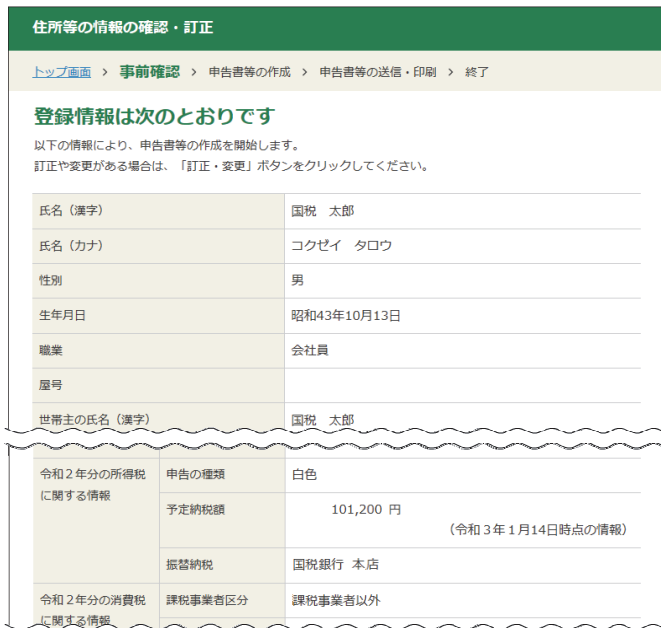 住所等の情報の確認・訂正
トップ画面 > 事前確認 > 申告書等の作成 > 申告書等の送信・印刷 > 終了
登録情報は次のとおりです
以下の情報により、申告書等の作成を開始します。
訂正や変更がある場合は、「訂正・変更」ボタンをクリックしてください。
氏名（漢字） 国税　太郎
氏名（カナ） コクゼイ　タロウ
性別 男
生年月日 昭和43年10月13日
職業 会社員
屋号
世帯主の氏名（漢字） 国税　太郎
令和２年分の所得税 申告の種類 白色
に関する情報
予定納税額 101,200 円
（令和３年１月14日時点の情報）
振替納税 国税銀行 本店
令和２年分の消費税 課税事業者区分 課税事業者以外
に関する情報